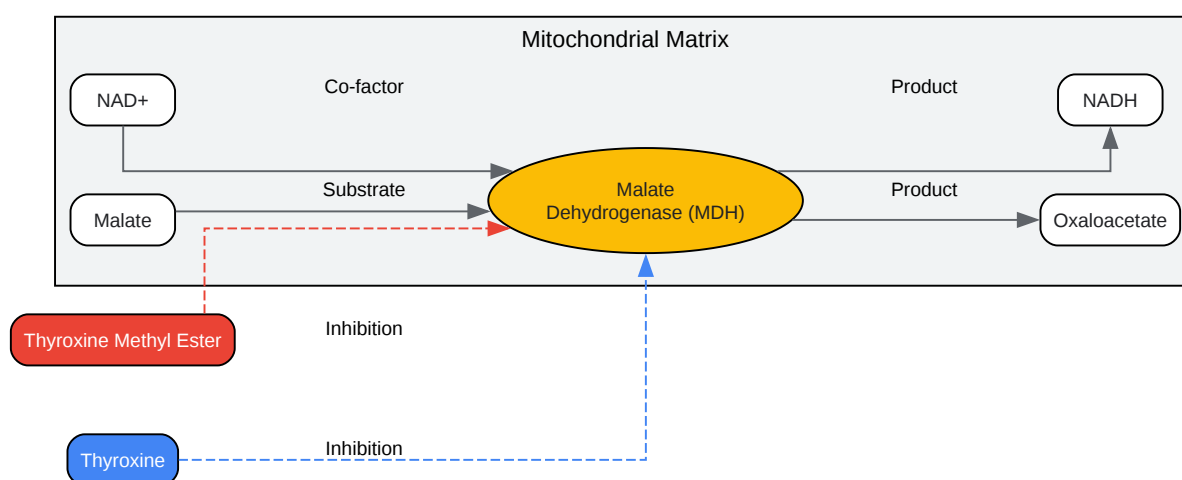 Mitochondrial Matrix
NAD+
Co-factor
Product
NADH
Malate
Substrate
Malate
Dehydrogenase (MDH)
Product
Oxaloacetate
Thyroxine Methyl Ester
Inhibition
Thyroxine
Inhibition